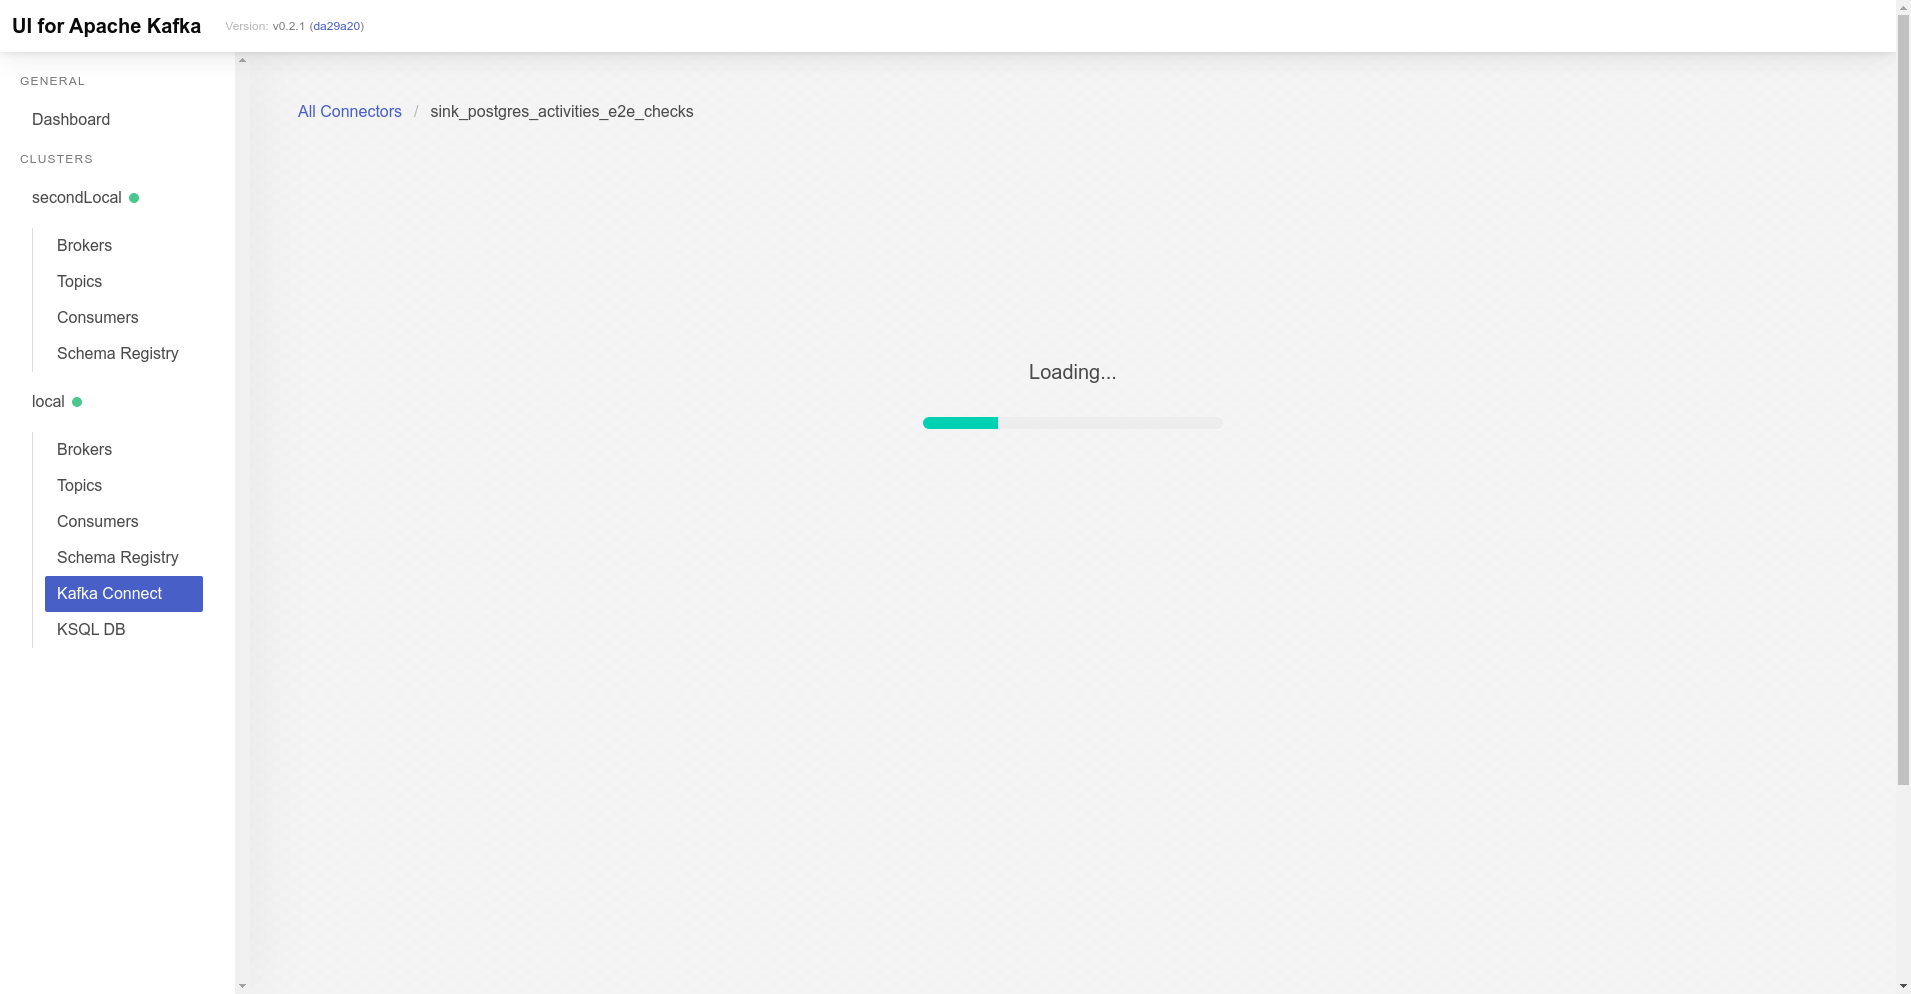 UI for Apache Kafka
Version: v0.2.1 (da29a20)
GENERAL
Dashboard
CLUSTERS
secondLocal
Brokers
Topics
Consumers
Schema Registry
local
Brokers
Topics
Consumers
Schema Registry
Kafka Connect
KSQL DB
All Connectors / sink_postgres_activities_e2e_checks
Loading...